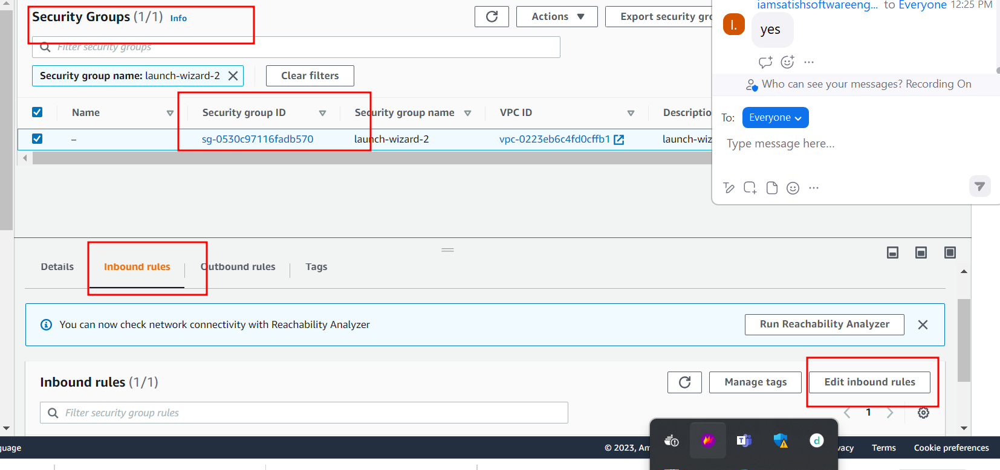 Security Groups (1/1) Info
Actions
Export security gr
Filter security groups
Security group name: launch-wizard-2
Clear filters
Name
Security group ID
Security group name
VPC ID
Descriptio
–
sg-0530c97116fadb570
launch-wizard-2
vpc-0223eb6c4fd0cffb1
launch-wiz
iamsatishsoftwareeng... to Everyone 12:25 PM
I.
yes
Who can see your messages? Recording On
To: Everyone
Type message here...
Details
Inbound rules
Outbound rules
Tags
You can now check network connectivity with Reachability Analyzer
Run Reachability Analyzer
Inbound rules (1/1)
Manage tags
Edit inbound rules
Filter security group rules
1
guage
© 2023, Am
vacy
Terms
Cookie preferences
T
d